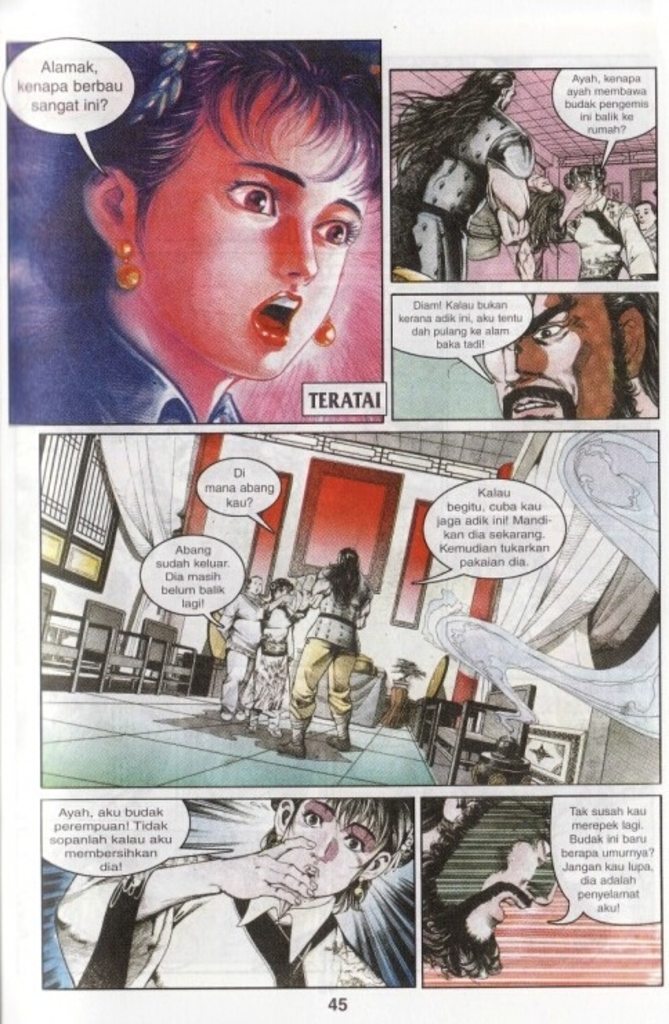 Alamak,
kenapa berbau
sangat ini?
TERATAI
Ayah, kenapa
ayah membawa
budak pengemis
ini balik ke
rumah?
Diam! Kalau bukan
kerana adik ini, aku tentu
dah pulang ke alam
baka tadi!
Di
mana abang
kau?
Abang
sudah keluar.
Dia masih
belum balik
lagi!
Kalau
begitu, cuba kau
jaga adik ini! Mandi-
kan dia sekarang.
Kemudian tukarkan
pakaian dia.
Ayah, aku budak
perempuan! Tidak
sopanlah kalau aku
membersihkan
dia!
Tak susah kau
merepek lagi.
Budak ini baru
berapa umurnya?
Jangan kau lupa,
dia adalah
penyelamat
aku!
45